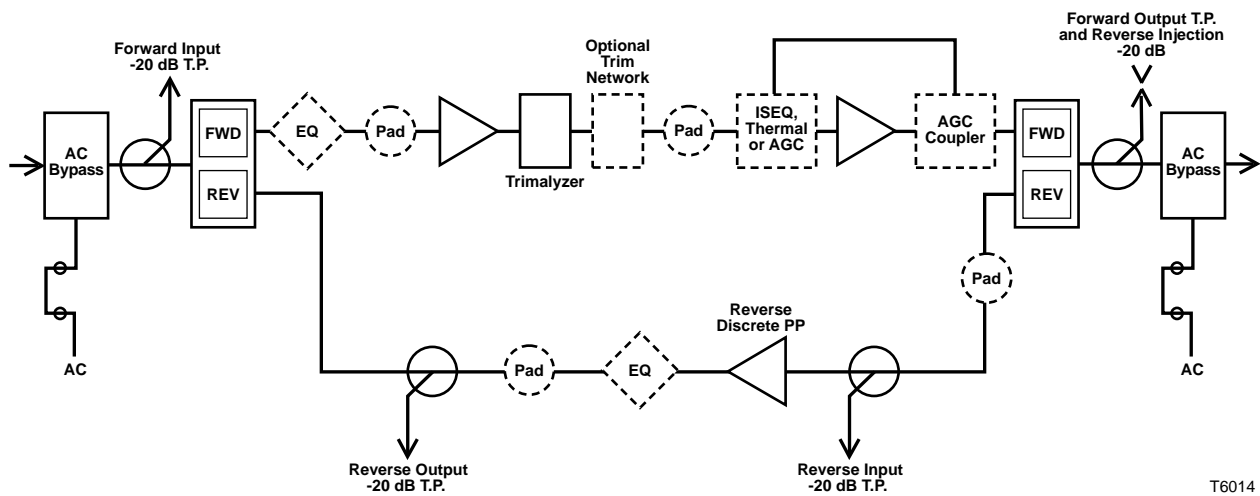 Forward Input
-20 dB T.P.
Optional
Trim
Network
Forward Output T.P.
and Reverse Injection
-20 dB
AC
Bypass
FWD
REV
EQ
Pad
Trimalyzer
Pad
ISEQ,
Thermal
or AGC
AGC
Coupler
FWD
REV
AC
Bypass
Pad
AC
AC
Reverse
Discrete PP
Pad
EQ
Reverse Output
-20 dB T.P.
Reverse Input
-20 dB T.P.
T6014